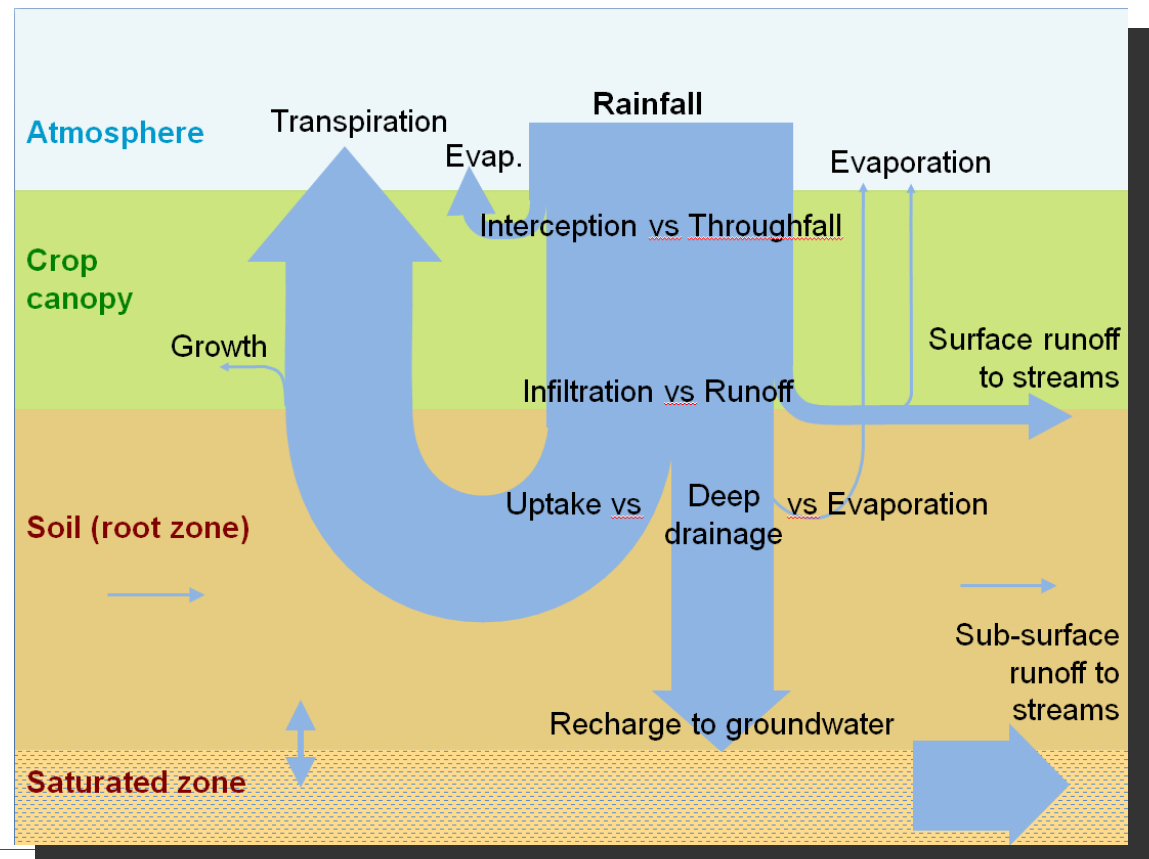 Rainfall
Atmosphere
Transpiration
Evap.
Evaporation
Interception vs Throughfall
Crop
canopy
Growth
Surface runoff
to streams
Infiltration vs Runoff
Uptake vs
Deep
drainage
vs Evaporation
Soil (root zone)
Sub-surface
runoff to
streams
Recharge to groundwater
Saturated zone